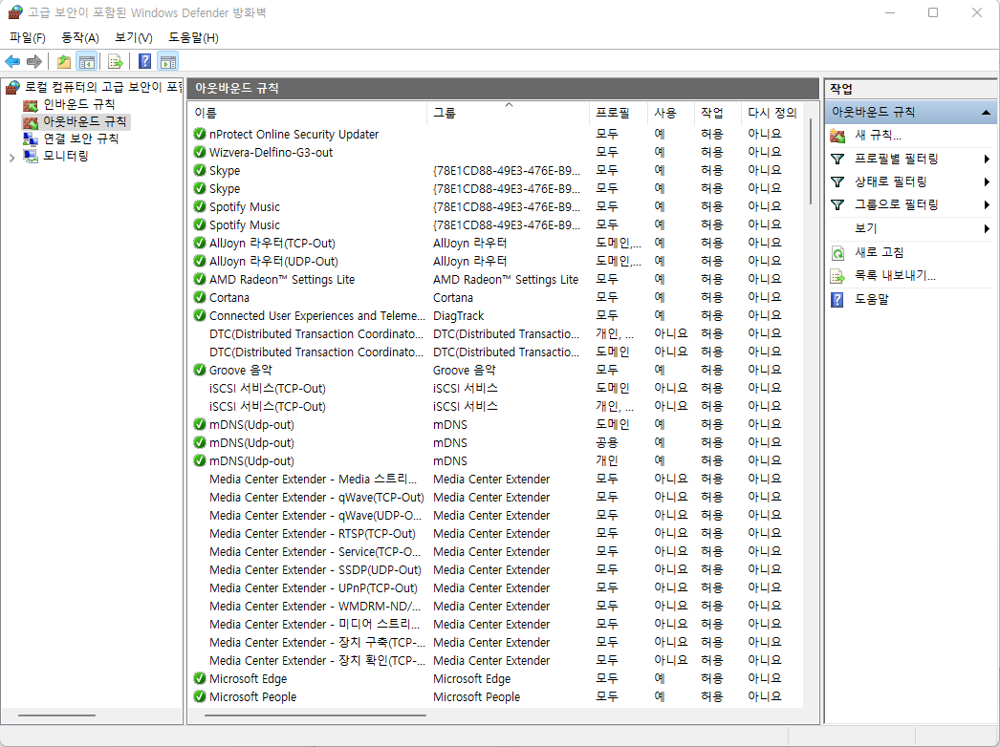 고급 보안이 포함된 Windows Defender 방화벽
파일(F) 동작(A) 보기(V) 도움말(H)
로컬 컴퓨터의 고급 보안이 포함
인바운드 규칙
아웃바운드 규칙
연결 보안 규칙
모니터링
아웃바운드 규칙
이름 그룹 프로필 사용 작업 다시 정의
nProtect Online Security Updater 모두 예 허용 아니요
Wizvera-Delfino-G3-out 모두 예 허용 아니요
Skype {78E1CD88-49E3-476E-B9... 모두 예 허용 아니요
Skype {78E1CD88-49E3-476E-B9... 모두 예 허용 아니요
Spotify Music {78E1CD88-49E3-476E-B9... 모두 예 허용 아니요
Spotify Music {78E1CD88-49E3-476E-B9... 모두 예 허용 아니요
AllJoyn 라우터(TCP-Out) AllJoyn 라우터 도메인,... 예 허용 아니요
AllJoyn 라우터(UDP-Out) AllJoyn 라우터 도메인,... 예 허용 아니요
AMD Radeon™ Settings Lite AMD Radeon™ Settings Lite 모두 예 허용 아니요
Cortana Cortana 모두 예 허용 아니요
Connected User Experiences and Teleme... DiagTrack 모두 예 허용 아니요
DTC(Distributed Transaction Coordinato... DTC(Distributed Transactio... 개인, ... 아니요 허용 아니요
DTC(Distributed Transaction Coordinato... DTC(Distributed Transactio... 도메인 아니요 허용 아니요
Groove 음악 Groove 음악 모두 예 허용 아니요
iSCSI 서비스(TCP-Out) iSCSI 서비스 도메인 아니요 허용 아니요
iSCSI 서비스(TCP-Out) iSCSI 서비스 개인, ... 아니요 허용 아니요
mDNS(Udp-out) mDNS 도메인 예 허용 아니요
mDNS(Udp-out) mDNS 공용 예 허용 아니요
mDNS(Udp-out) mDNS 개인 예 허용 아니요
Media Center Extender - Media 스트리... Media Center Extender 모두 아니요 허용 아니요
Media Center Extender - qWave(TCP-Out) Media Center Extender 모두 아니요 허용 아니요
Media Center Extender - qWave(UDP-O... Media Center Extender 모두 아니요 허용 아니요
Media Center Extender - RTSP(TCP-Out) Media Center Extender 모두 아니요 허용 아니요
Media Center Extender - Service(TCP-O... Media Center Extender 모두 아니요 허용 아니요
Media Center Extender - SSDP(UDP-Out) Media Center Extender 모두 아니요 허용 아니요
Media Center Extender - UPnP(TCP-Out) Media Center Extender 모두 아니요 허용 아니요
Media Center Extender - WMDRM-ND/... Media Center Extender 모두 아니요 허용 아니요
Media Center Extender - 미디어 스트리... Media Center Extender 모두 아니요 허용 아니요
Media Center Extender - 장치 구축(TCP-... Media Center Extender 모두 아니요 허용 아니요
Media Center Extender - 장치 확인(TCP-... Media Center Extender 모두 아니요 허용 아니요
Microsoft Edge Microsoft Edge 모두 예 허용 아니요
Microsoft People Microsoft People 모두 예 허용 아니요
작업
아웃바운드 규칙
새 규칙...
프로필별 필터링
상태로 필터링
그룹으로 필터링
보기
새로 고침
목록 내보내기...
도움말